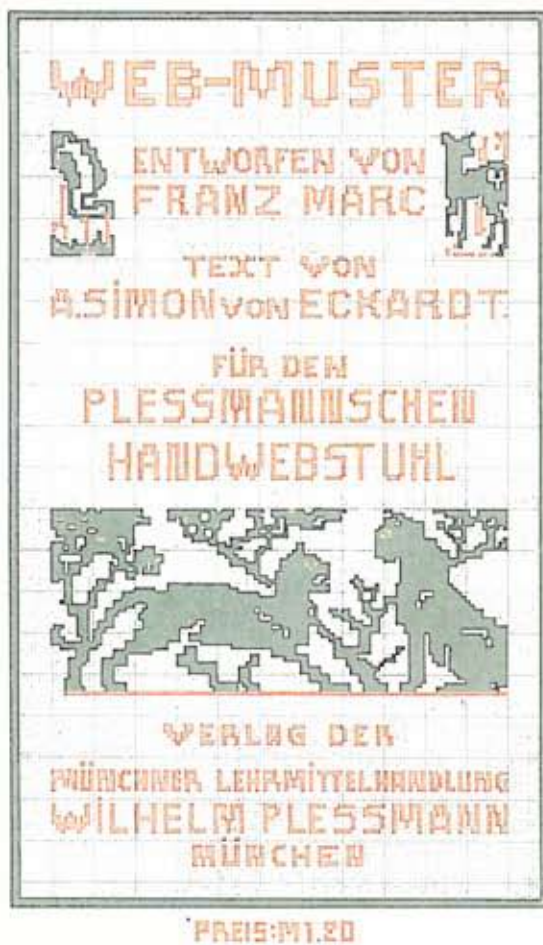 WEB-MUSTER
ENTWORFEN VON
FRANZ MARC
TEXT VON
A.SiMON VON ECKARDT.
FÜR DEN
PLESSMANNSCHEN
HANDWEBSTUHL
VERLAG DER
MÜNCHNER LEHRMITTELHANDLUNG
WiLHELM PLESSMANN
MÜNCHEN
PREIS:M1.20